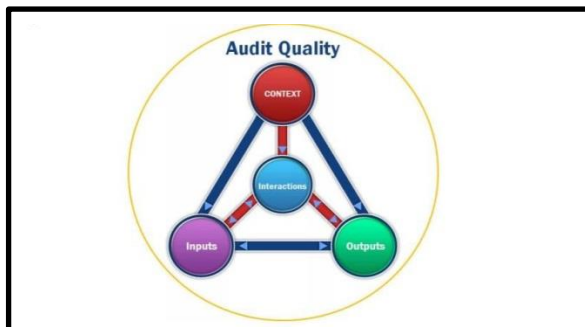 Audit Quality
CONTEXT
Interactions
Inputs
Outputs